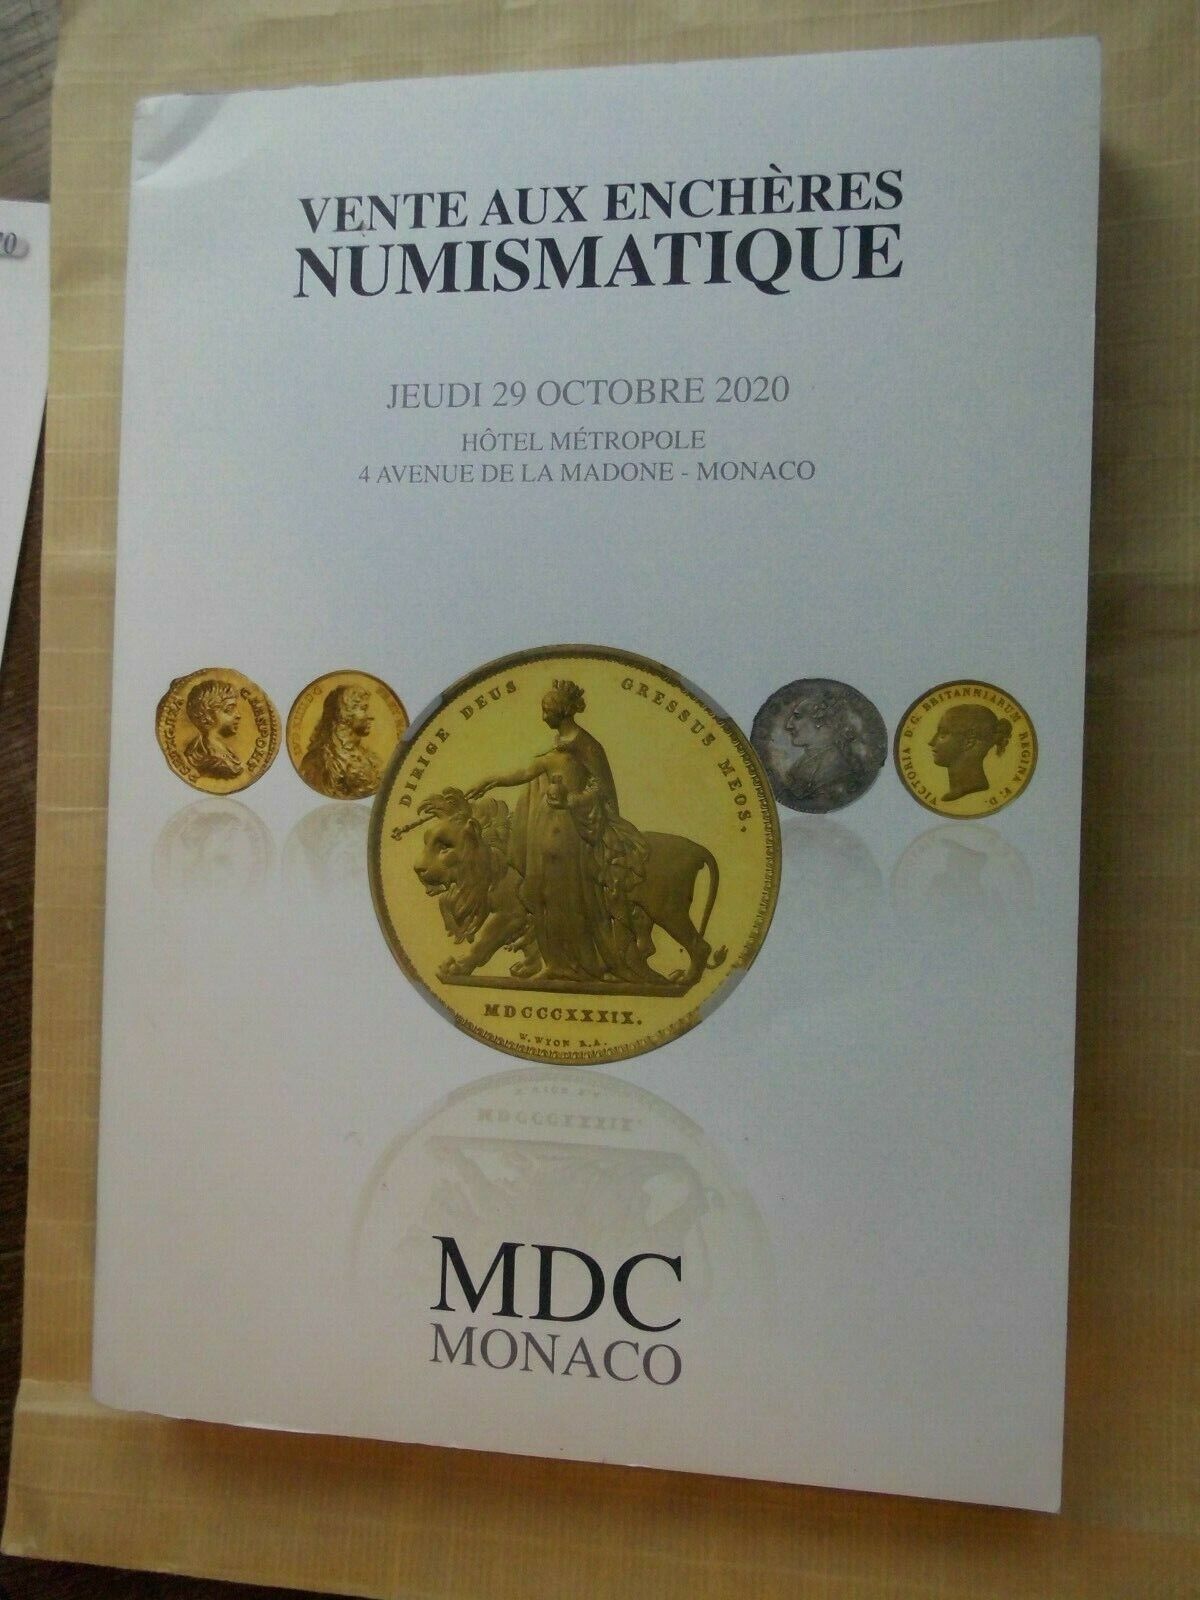 VENTE AUX ENCHÈRES
NUMISMATIQUE
JEUDI 29 OCTOBRE 2020
HÔTEL MÉTROPOLE
4 AVENUE DE LA MADONE - MONACO
DIRIGE DEUS GRESSUS MEOS.
MDCCCXXXIX.
W. WYON R.A.
VICTORIA D: G: BRITANNIARUM REGINA F: D:
MDC
MONACO